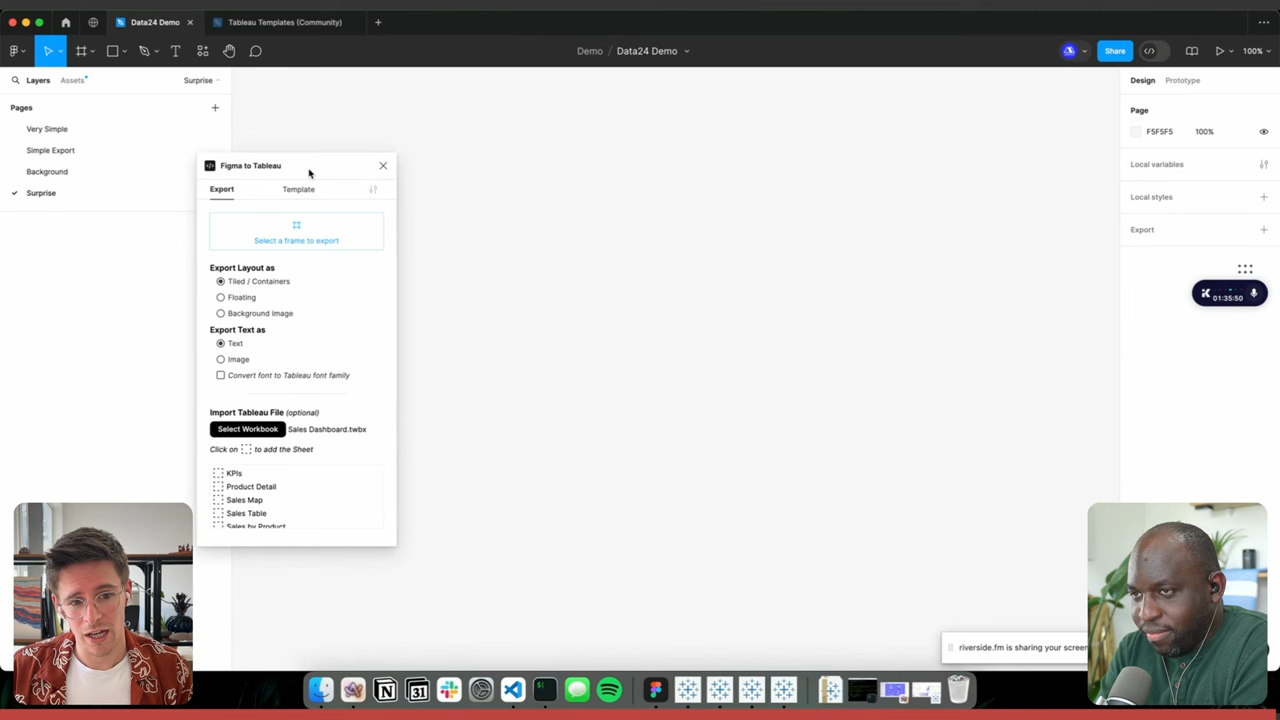 Data24 Demo
Tableau Templates (Community)
Demo / Data24 Demo
Share
100%
Layers
Assets
Surprise
Design
Prototype
Pages
Very Simple
Simple Export
Background
Surprise
Page
F5F5F5
100%
Local variables
Local styles
Export
01:35:50
Figma to Tableau
Export
Template
Select a frame to export
Export Layout as
Tiled / Containers
Floating
Background Image
Export Text as
Text
Image
Convert font to Tableau font family
Import Tableau File (optional)
Select Workbook
Sales Dashboard.twbx
Click on to add the Sheet
KPIs
Product Detail
Sales Map
Sales Table
Sales by Product
riverside.fm is sharing your screen
31